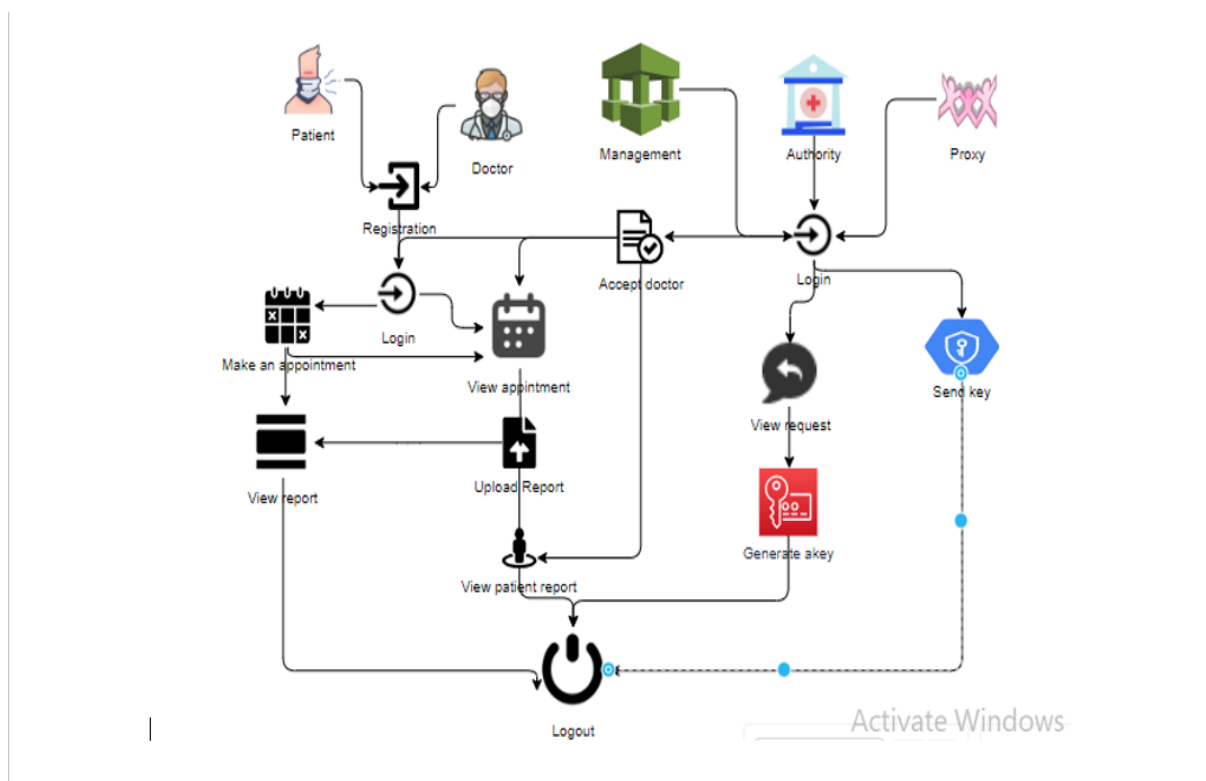 Patient
Doctor
Management
Authority
Proxy
Registration
Accept doctor
Login
Login
Make an appointment
View appintment
Send key
View request
View report
Upload Report
Generate akey
View patient report
Logout
Activate Windows